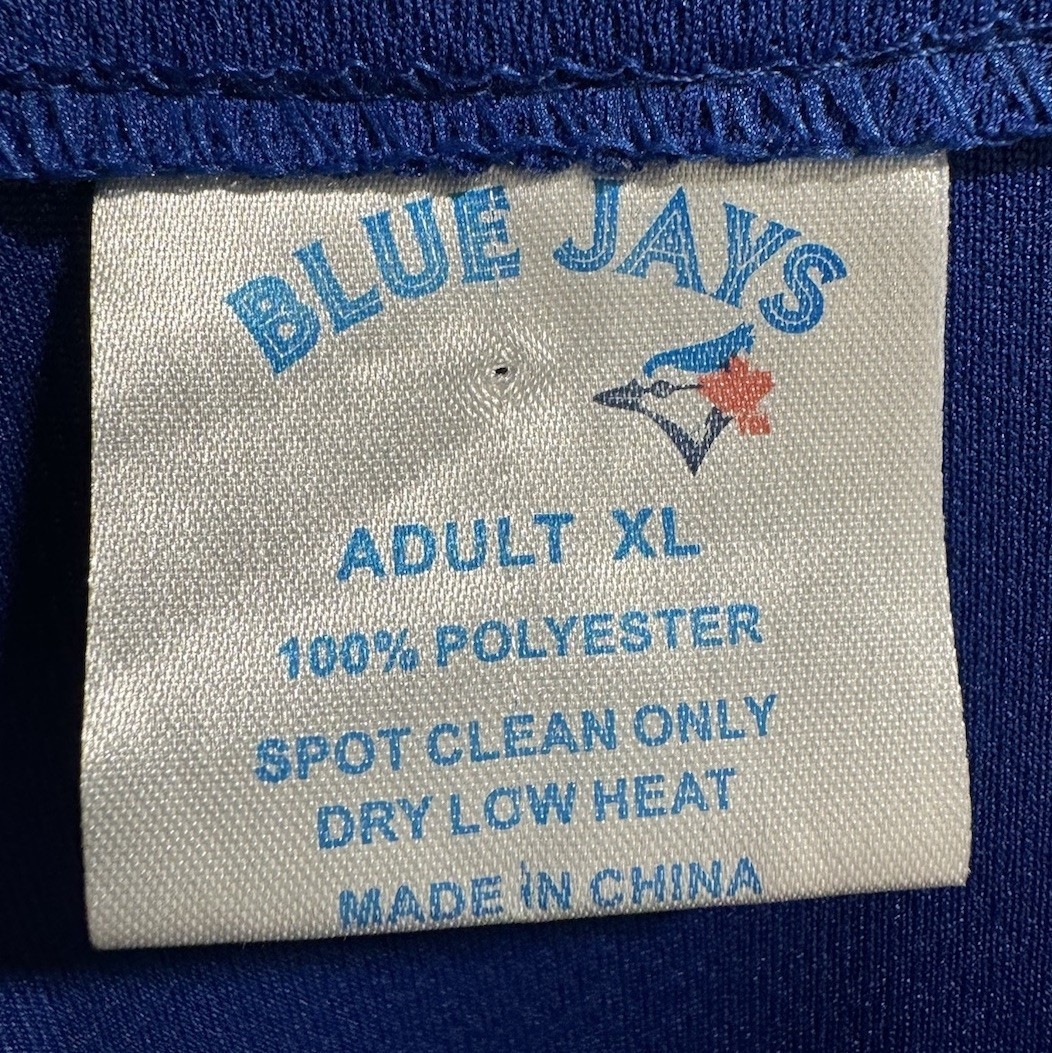 BLUE JAYS
ADULT XL
100% POLYESTER
SPOT CLEAN ONLY
DRY LOW HEAT
MADE IN CHINA